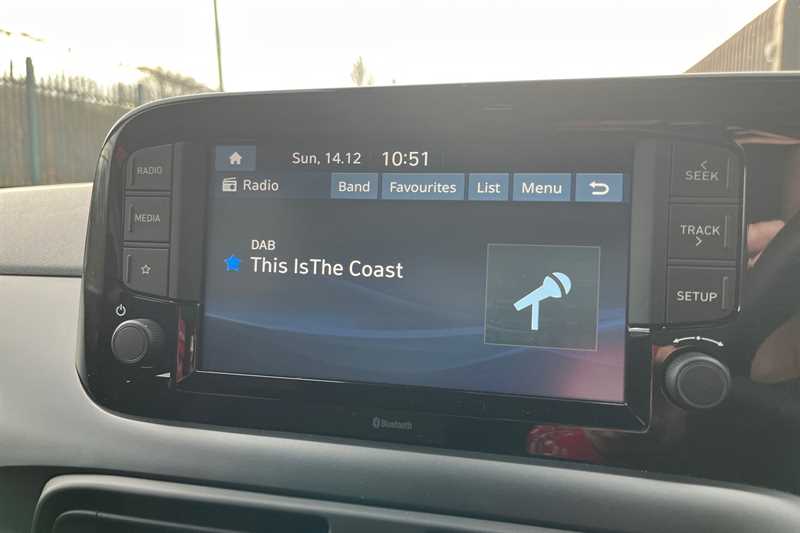 Sun, 14.12 10:51
RADIO
Radio Band Favourites List Menu
MEDIA
DAB
This IsThe Coast
SEEK
TRACK
SETUP
Bluetooth